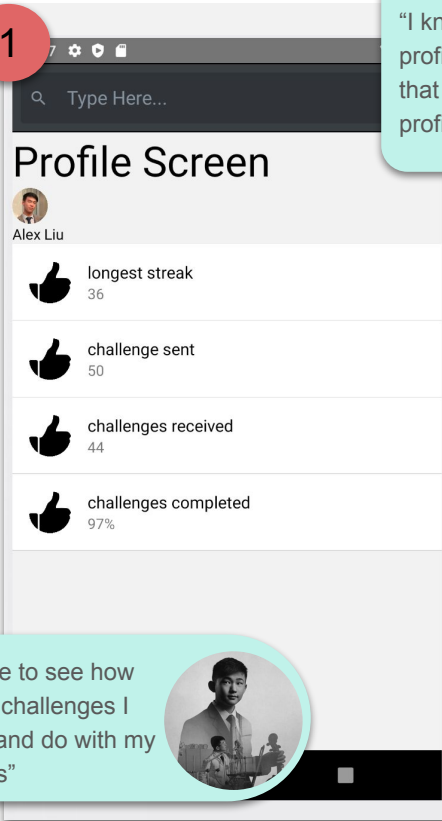 1
7
"I kn
profi
that
profi
Type Here...
Profile Screen
Alex Liu
longest streak
36
challenge sent
50
challenges received
44
challenges completed
97%
e to see how
challenges I
and do with my
s"